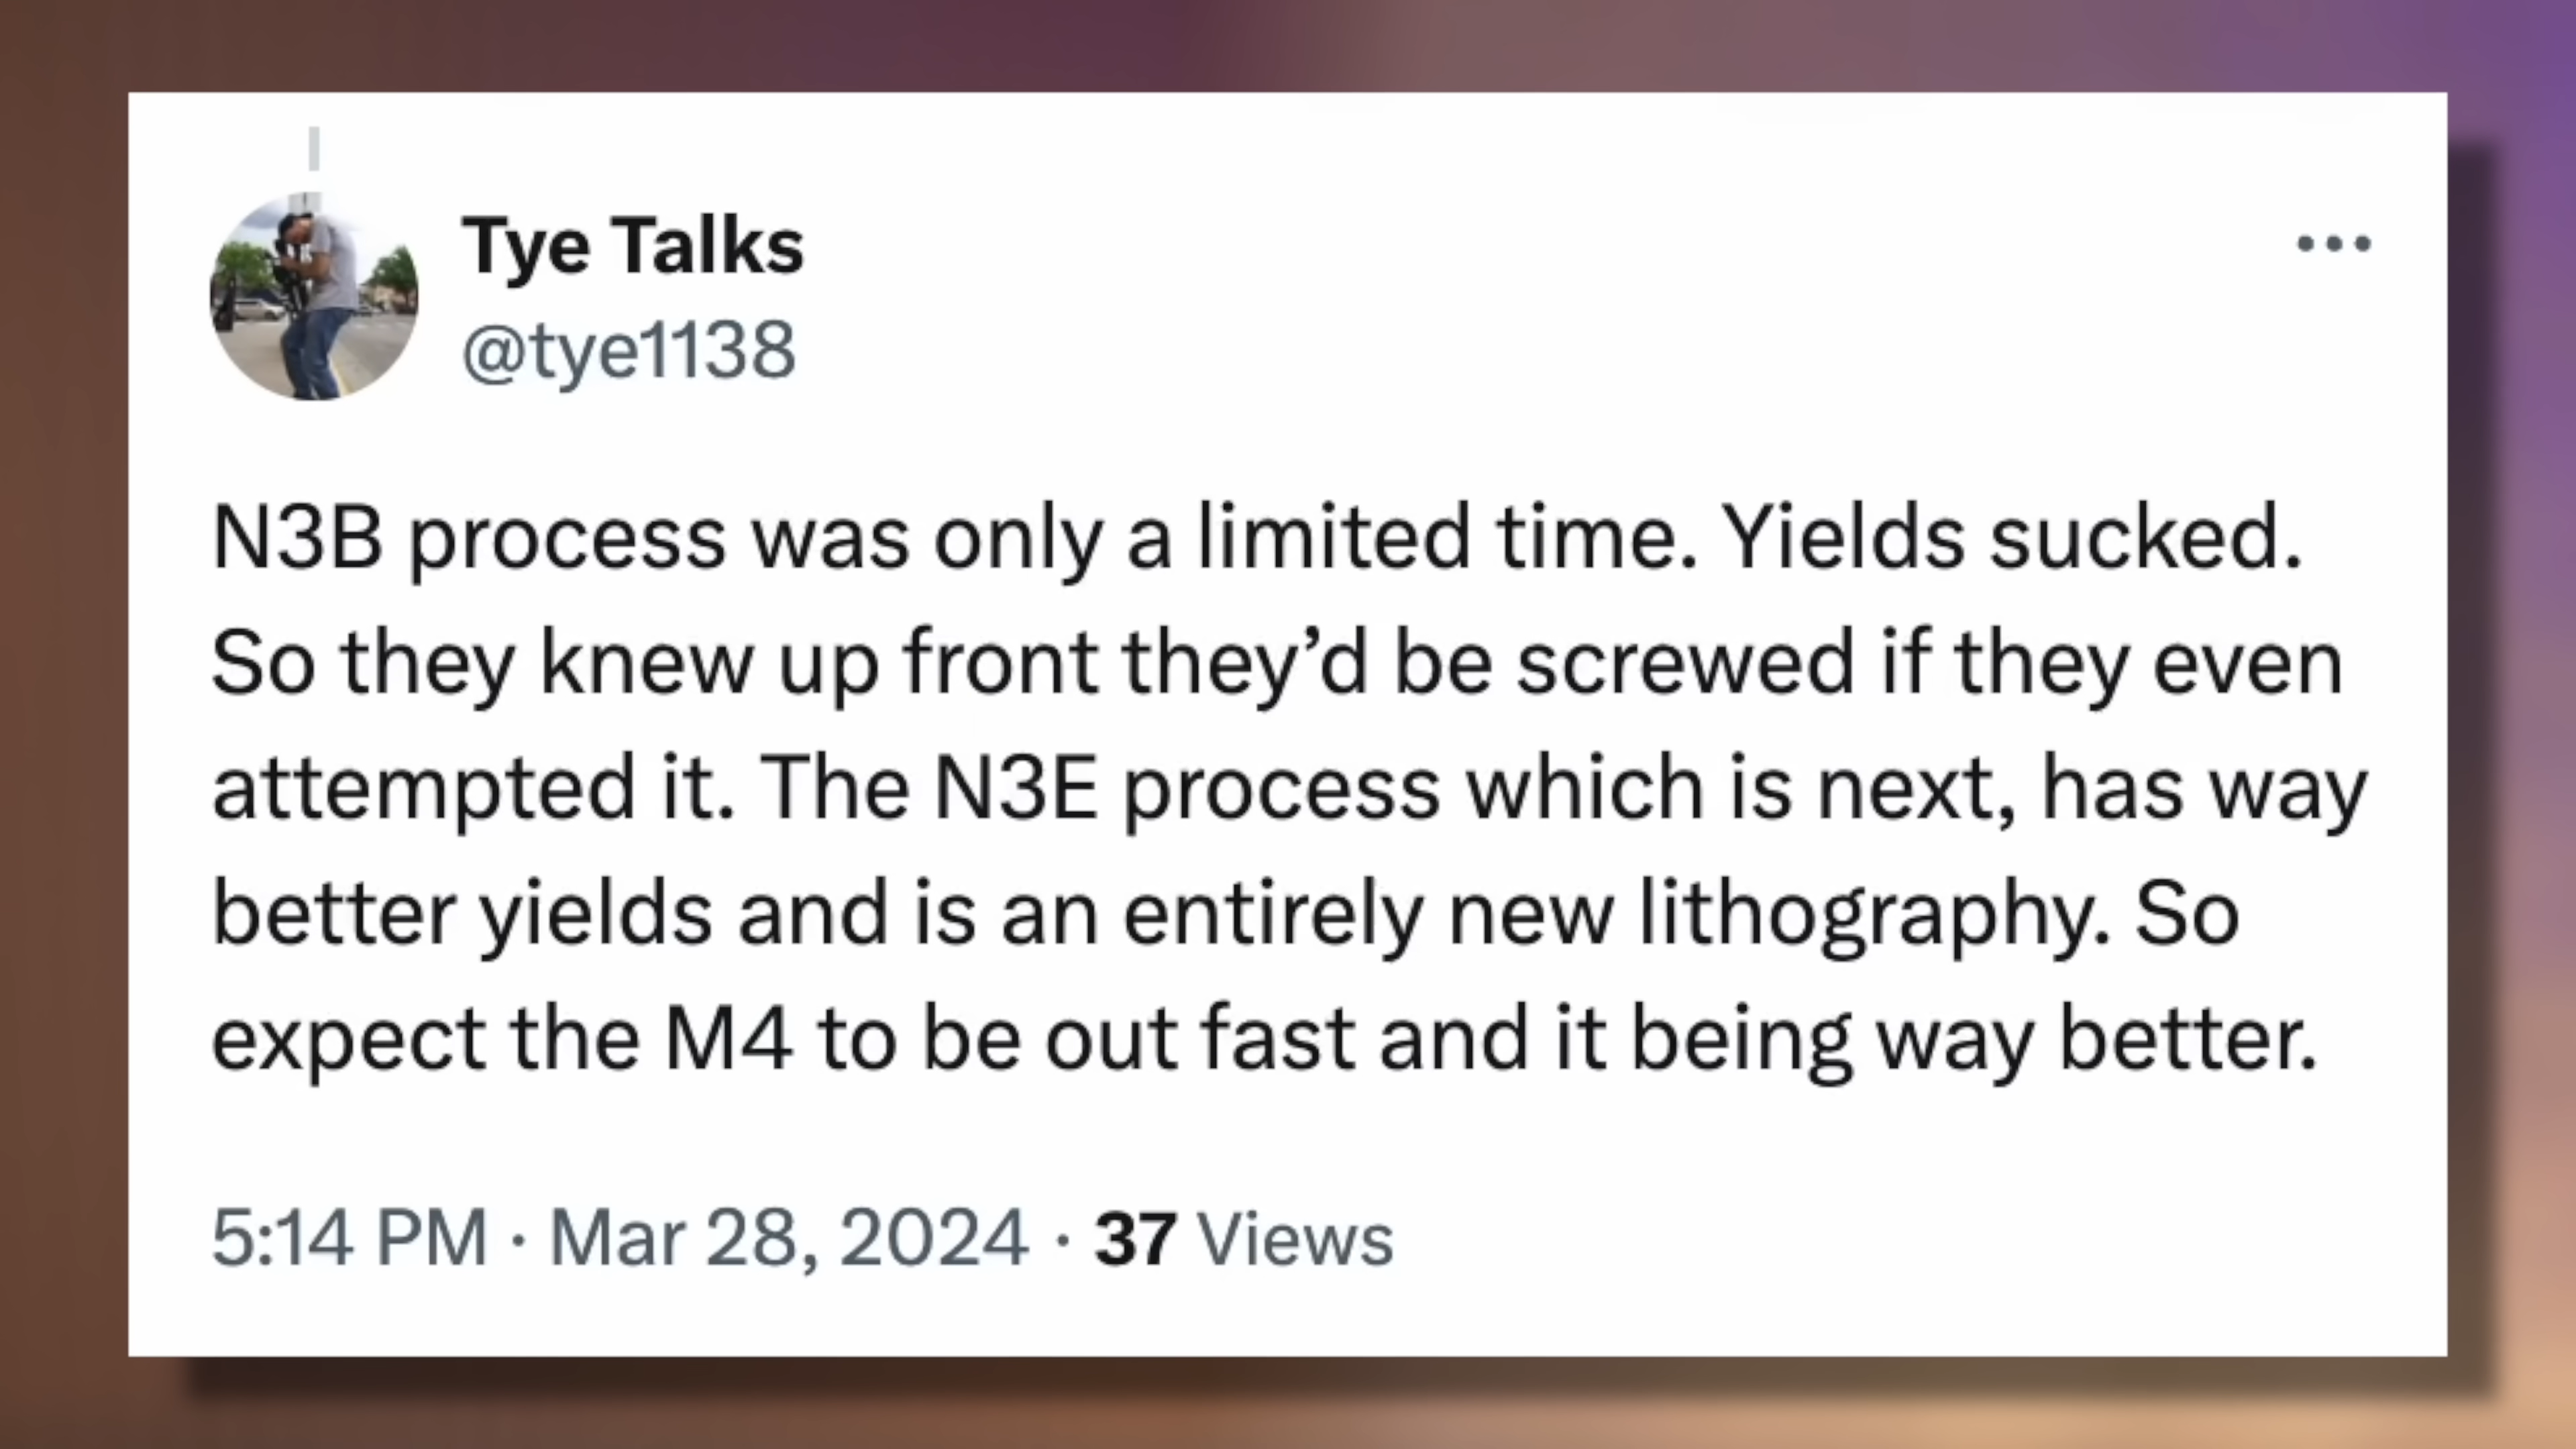 Tye Talks
@tye1138
N3B process was only a limited time. Yields sucked.
So they knew up front they’d be screwed if they even
attempted it. The N3E process which is next, has way
better yields and is an entirely new lithography. So
expect the M4 to be out fast and it being way better.
5:14 PM · Mar 28, 2024 · 37 Views